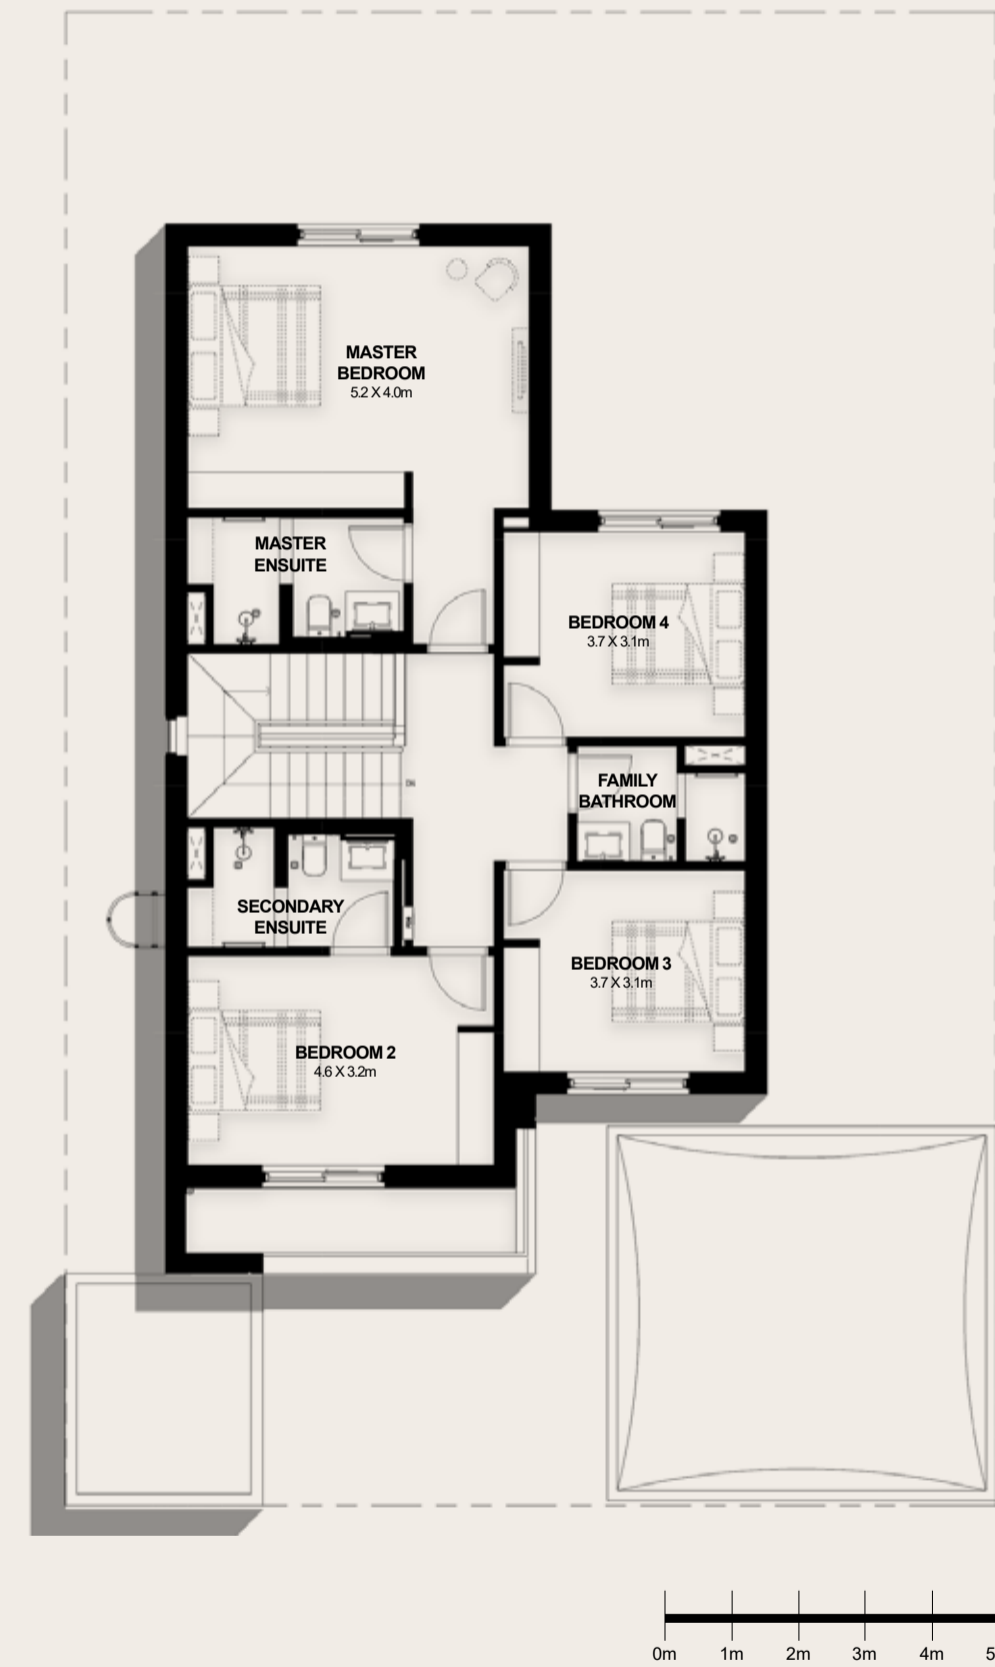 MASTER
BEDROOM
5.2 X 4.0m
MASTER
ENSUITE
BEDROOM 4
3.7 X 3.1m
FAMILY
BATHROOM
SECONDARY
ENSUITE
BEDROOM 3
3.7 X 3.1m
BEDROOM 2
4.6 X 3.2m
0m 1m 2m 3m 4m 5